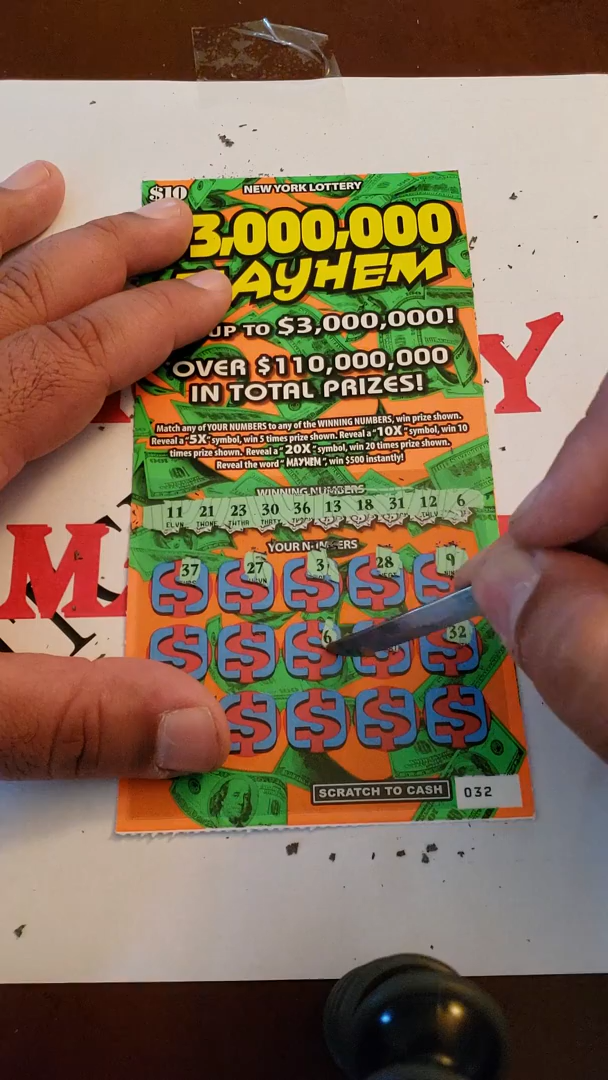 $10
NEW YORK LOTTERY
3,000,000
MAYHEM
UP TO $3,000,000!
OVER $110,000,000
IN TOTAL PRIZES!
Match any of YOUR NUMBERS to any of the WINNING NUMBERS, win prize shown.
Reveal a "5X" symbol, win 5 times prize shown. Reveal a "10X" symbol, win 10
times prize shown. Reveal a "20X" symbol, win 20 times prize shown.
Reveal the word "MAYHEM", win $500 instantly!
WINNING NUMBERS
11 21 23 30 36 13 18 31 12 6
ELVN THONE THTHR THRTY
YOUR NUMBERS
37 27 3 28 9
6 32
SCRATCH TO CASH
032
Y
M